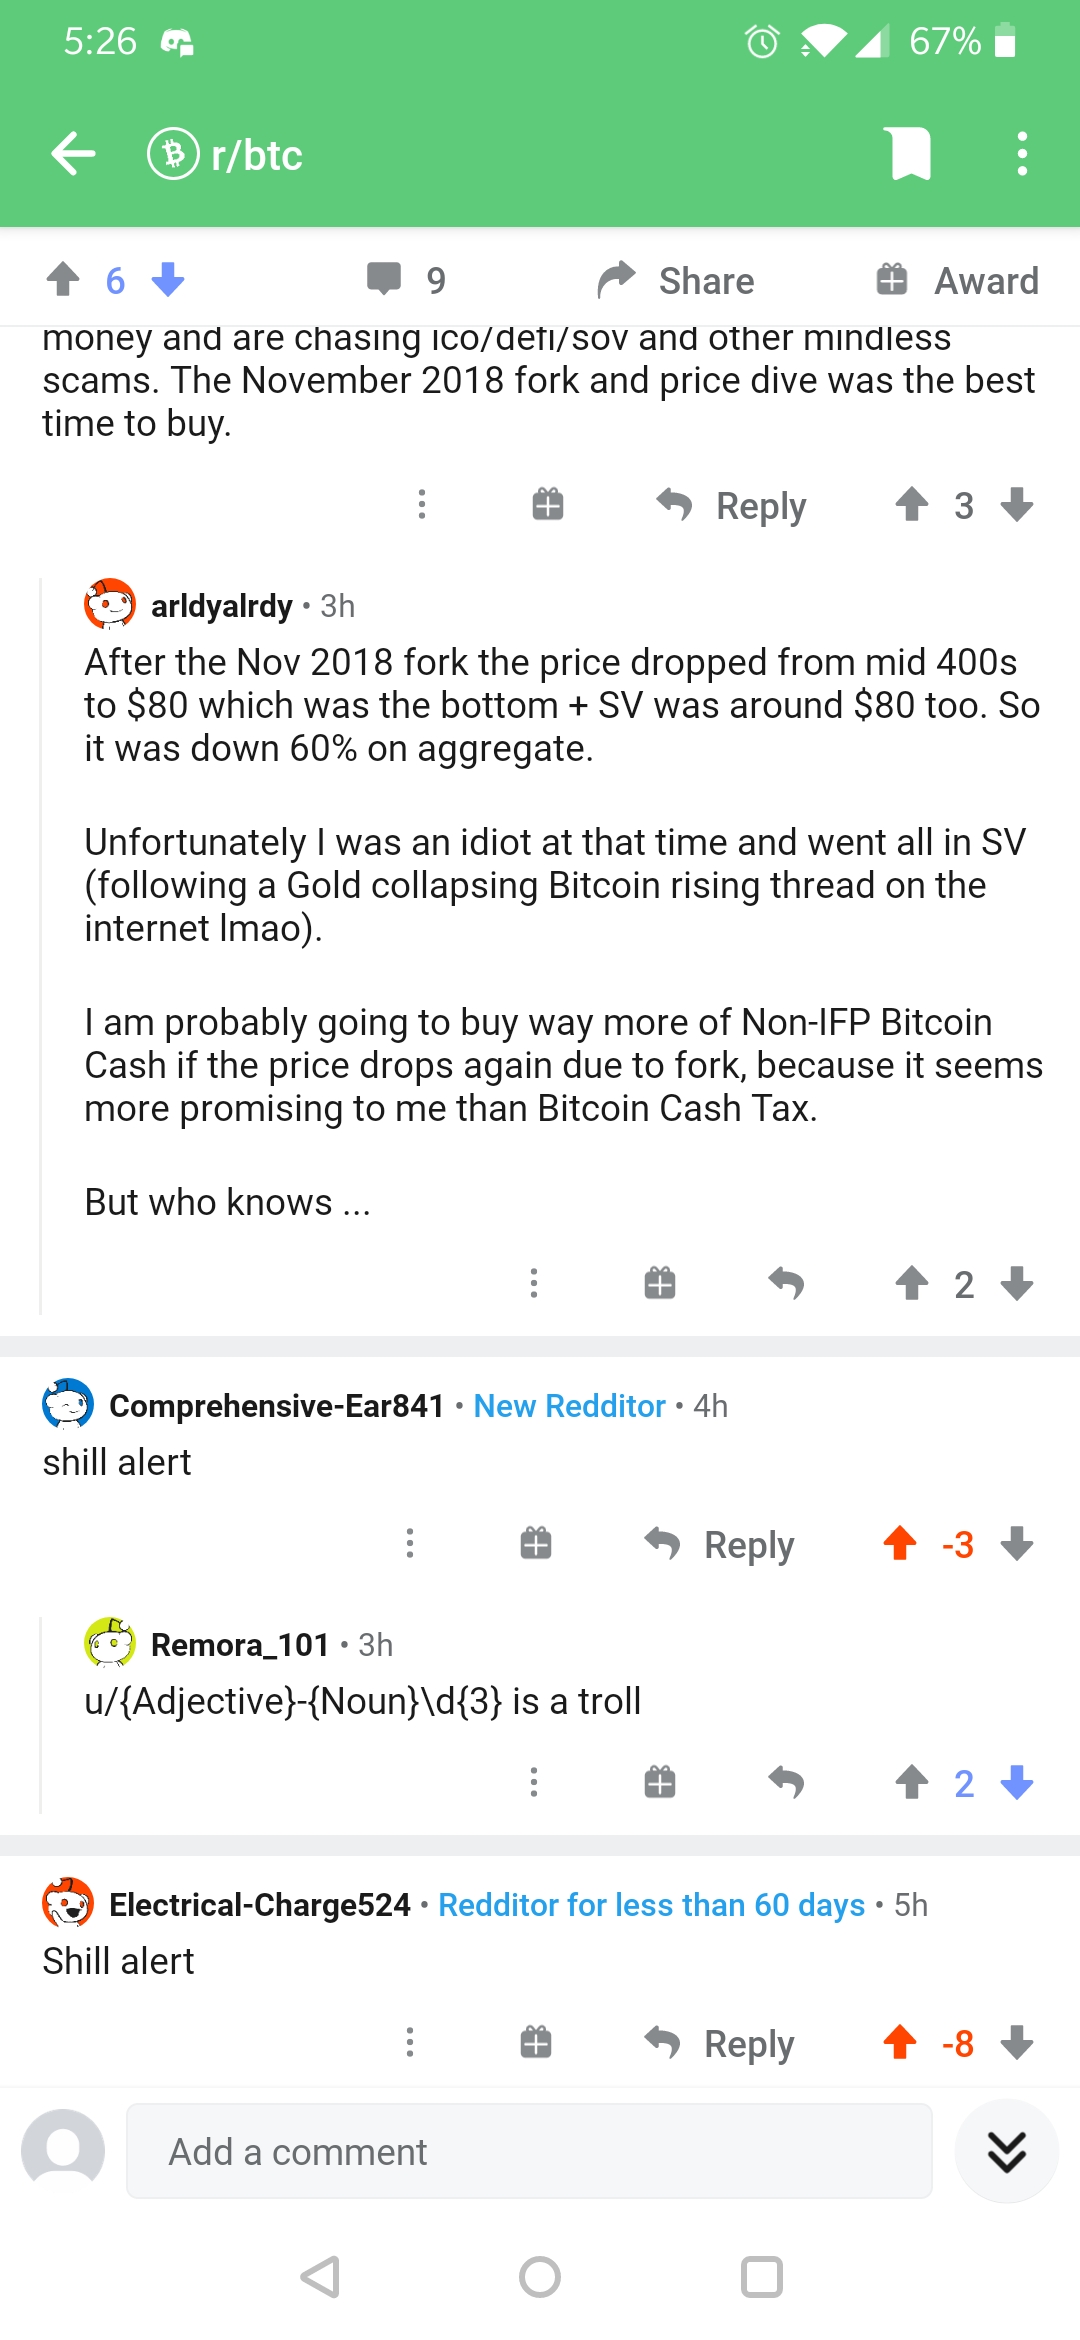 5:26 67%
r/btc
6 9 Share Award
money and are chasing ico/defi/sov and other mindless
scams. The November 2018 fork and price dive was the best
time to buy.
Reply 3
arldyalrdy • 3h
After the Nov 2018 fork the price dropped from mid 400s
to $80 which was the bottom + SV was around $80 too. So
it was down 60% on aggregate.
Unfortunately I was an idiot at that time and went all in SV
(following a Gold collapsing Bitcoin rising thread on the
internet lmao).
I am probably going to buy way more of Non-IFP Bitcoin
Cash if the price drops again due to fork, because it seems
more promising to me than Bitcoin Cash Tax.
But who knows ...
2
Comprehensive-Ear841 • New Redditor • 4h
shill alert
Reply -3
Remora_101 • 3h
u/{Adjective}-{Noun}\d{3} is a troll
2
Electrical-Charge524 • Redditor for less than 60 days • 5h
Shill alert
Reply -8
Add a comment